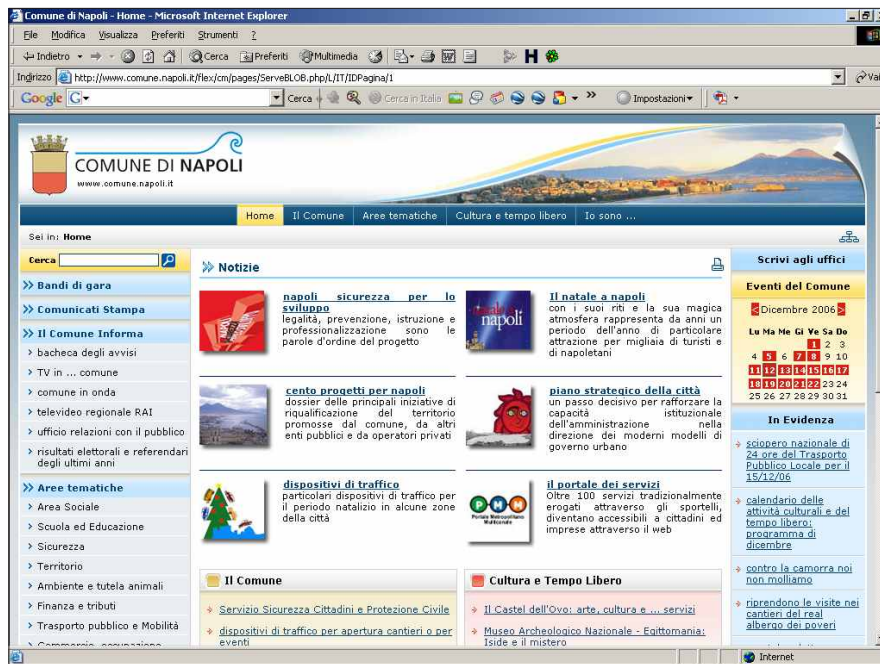 Comune di Napoli - Home - Microsoft Internet Explorer
File Modifica Visualizza Preferiti Strumenti ?
Indietro Cerca Preferiti Multimedia
Indirizzo http://www.comune.napoli.it/flex/cm/pages/ServeBLOB.php/L/IT/IDPagina/1 Vai
Google Cerca Cerca in Italia Impostazioni
COMUNE DI NAPOLI
www.comune.napoli.it
Home Il Comune Aree tematiche Cultura e tempo libero Io sono ...
Sei in: Home
Cerca
Bandi di gara
Comunicati Stampa
Il Comune Informa
bacheca degli avvisi
TV in ... comune
comune in onda
televideo regionale RAI
ufficio relazioni con il pubblico
risultati elettorali e referendari
degli ultimi anni
Aree tematiche
Area Sociale
Scuola ed Educazione
Sicurezza
Territorio
Ambiente e tutela animali
Finanza e tributi
Trasporto pubblico e Mobilità
Notizie
napoli sicurezza per lo
sviluppo
legalità, prevenzione, istruzione e
professionalizzazione sono le
parole d'ordine del progetto
natale a
napoli
Il natale a napoli
con i suoi riti e la sua magica
atmosfera rappresenta da anni un
periodo dell'anno di particolare
attrazione per migliaia di turisti e
di napoletani
cento progetti per napoli
dossier delle principali iniziative di
riqualificazione del territorio
promosse dal comune, da altri
enti pubblici e da operatori privati
piano strategico della città
un passo decisivo per rafforzare la
capacità istituzionale
dell'amministrazione nella
direzione dei moderni modelli di
governo urbano
dispositivi di traffico
particolari dispositivi di traffico per
il periodo natalizio in alcune zone
della città
PMM
Portale Metropolitano
Multicanale
il portale dei servizi
Oltre 100 servizi tradizionalmente
erogati attraverso gli sportelli,
diventano accessibili a cittadini ed
imprese attraverso il web
Il Comune
Servizio Sicurezza Cittadini e Protezione Civile
dispositivi di traffico per apertura cantieri o per
eventi
Cultura e Tempo Libero
Il Castel dell'Ovo: arte, cultura e ... servizi
Museo Archeologico Nazionale - Egittomania:
Iside e il mistero
Scrivi agli uffici
Eventi del Comune
Dicembre 2006
Lu Ma Me Gi Ve Sa Do
1 2 3
4 5 6 7 8 9 10
11 12 13 14 15 16 17
18 19 20 21 22 23 24
25 26 27 28 29 30 31
In Evidenza
sciopero nazionale di
24 ore del Trasporto
Pubblico Locale per il
15/12/06
calendario delle
attività culturali e del
tempo libero:
programma di
dicembre
contro la camorra noi
non molliamo
riprendono le visite nei
cantieri del real
albergo dei poveri
Internet